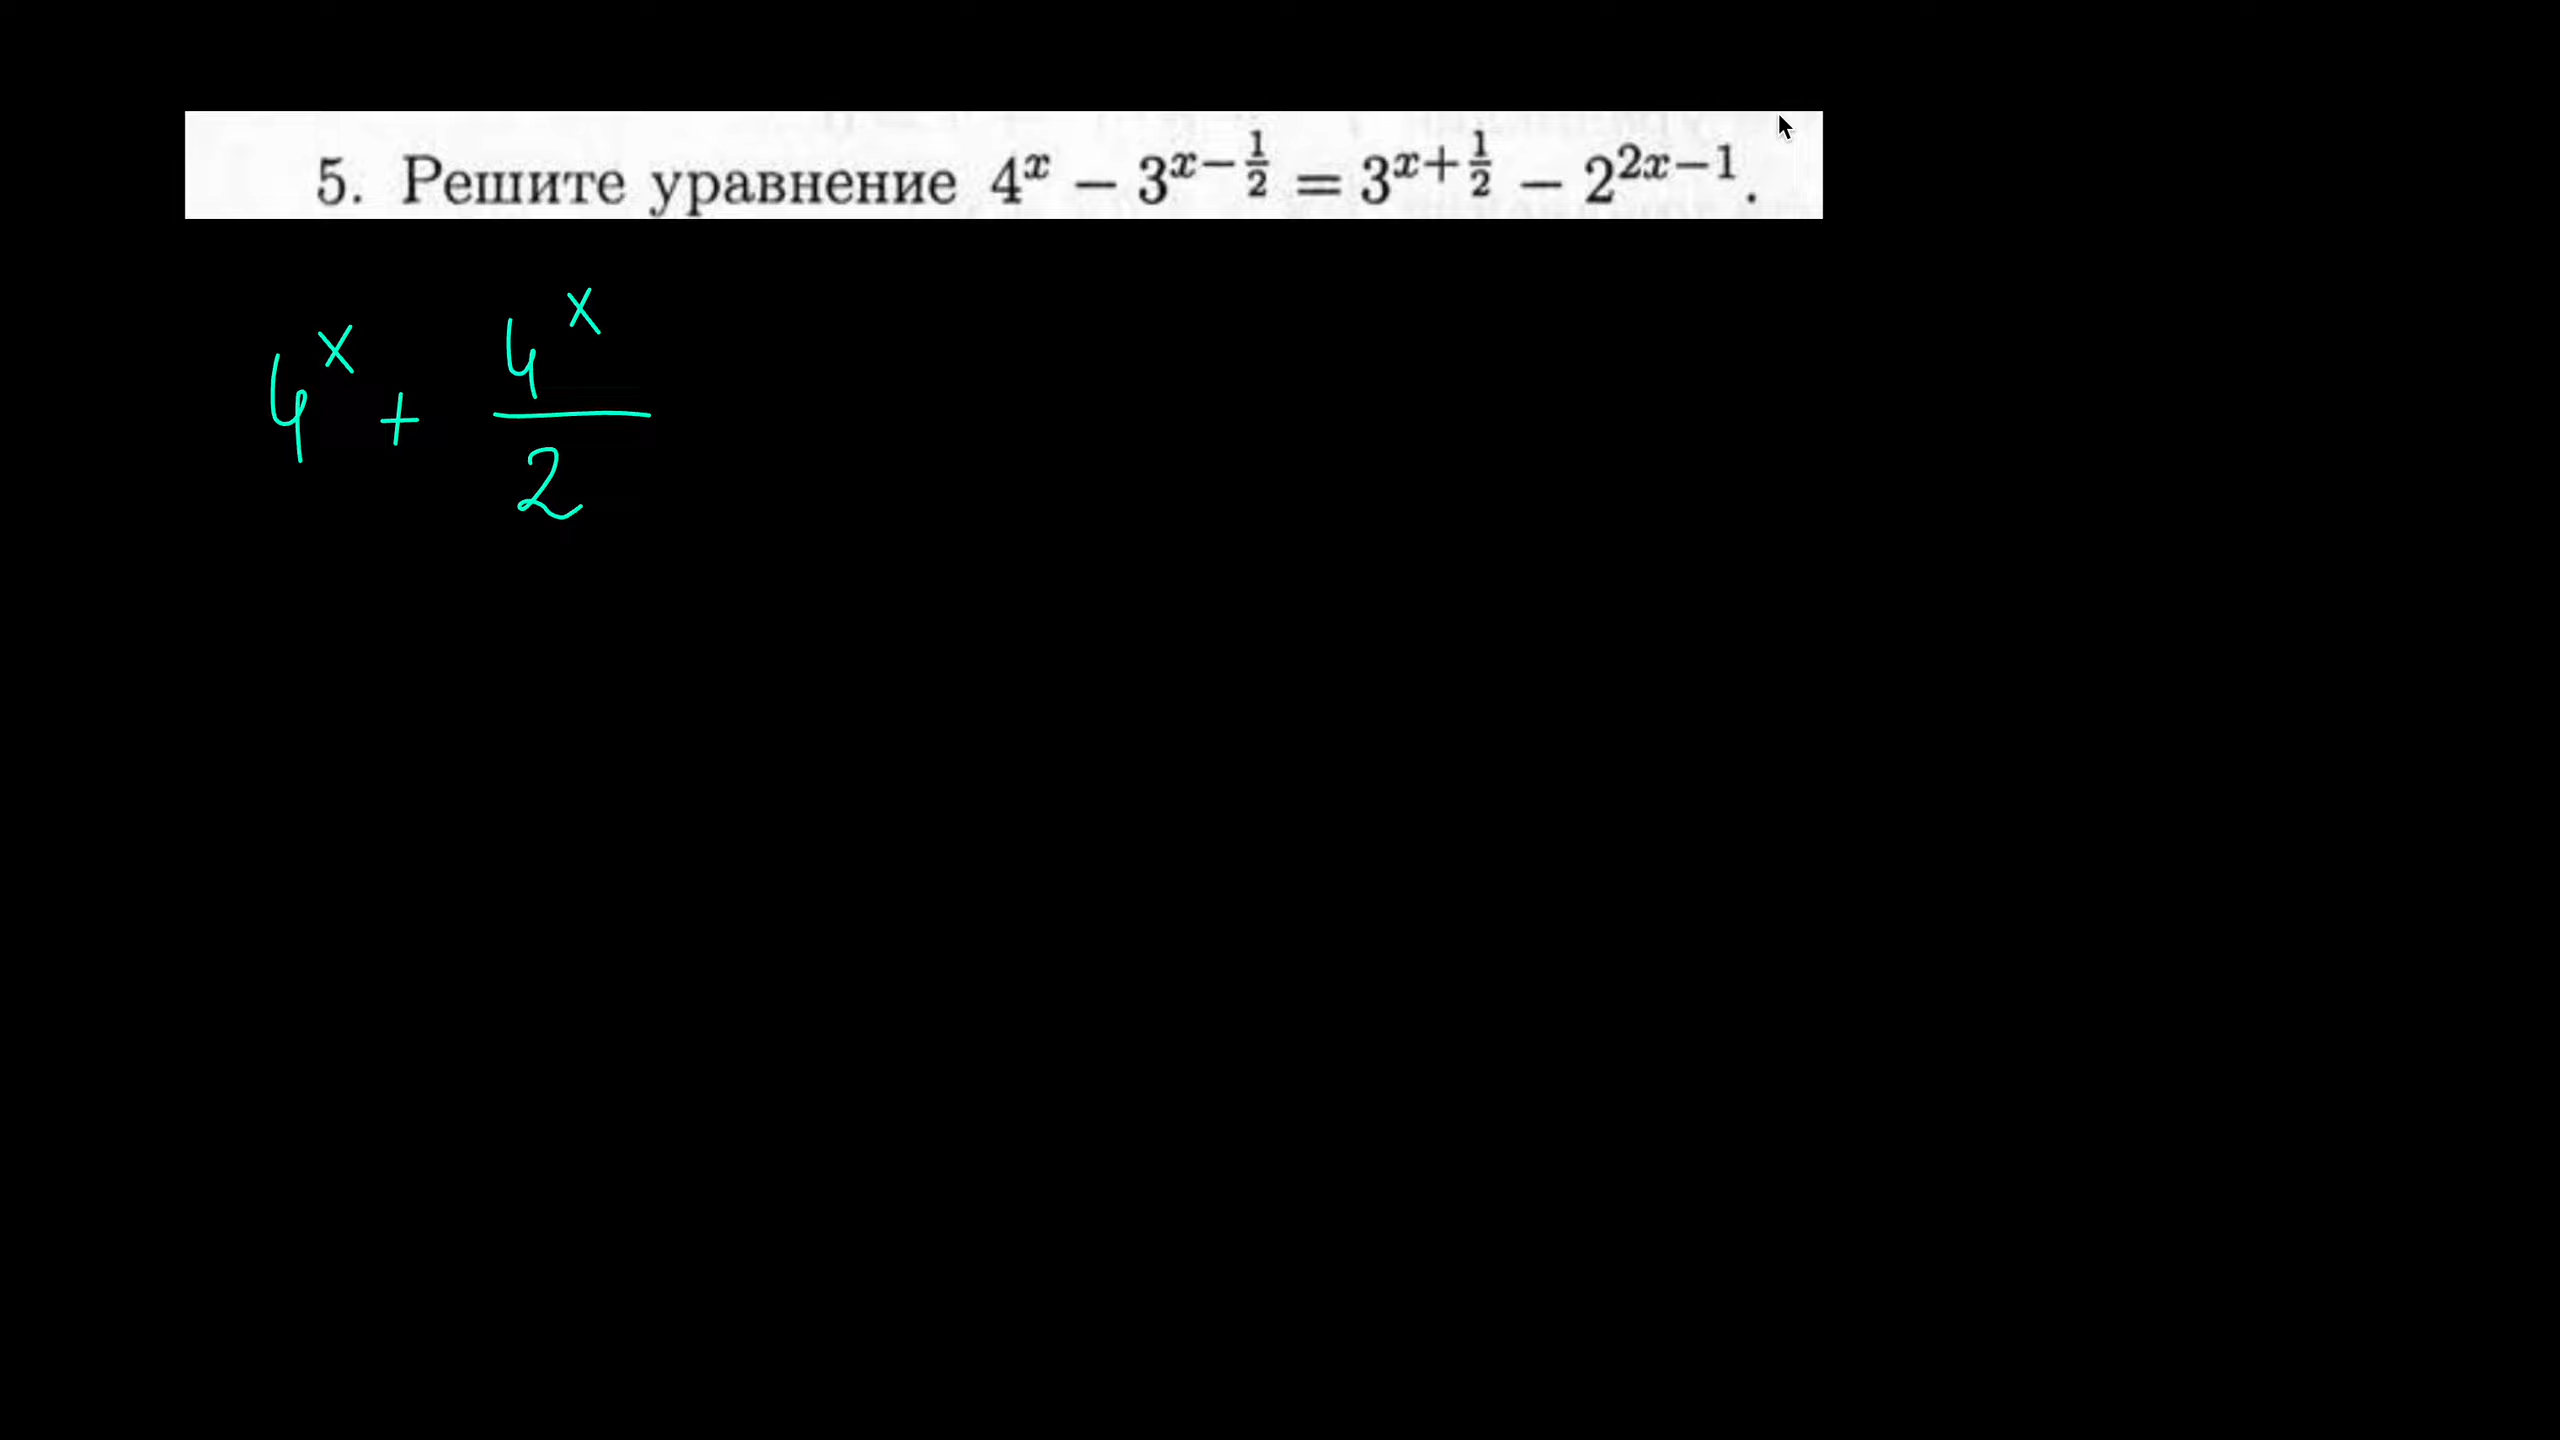 5. Решите уравнение 4^x − 3^{x−1/2} = 3^{x+1/2} − 2^{2x−1}.
4^x + 4^x/2